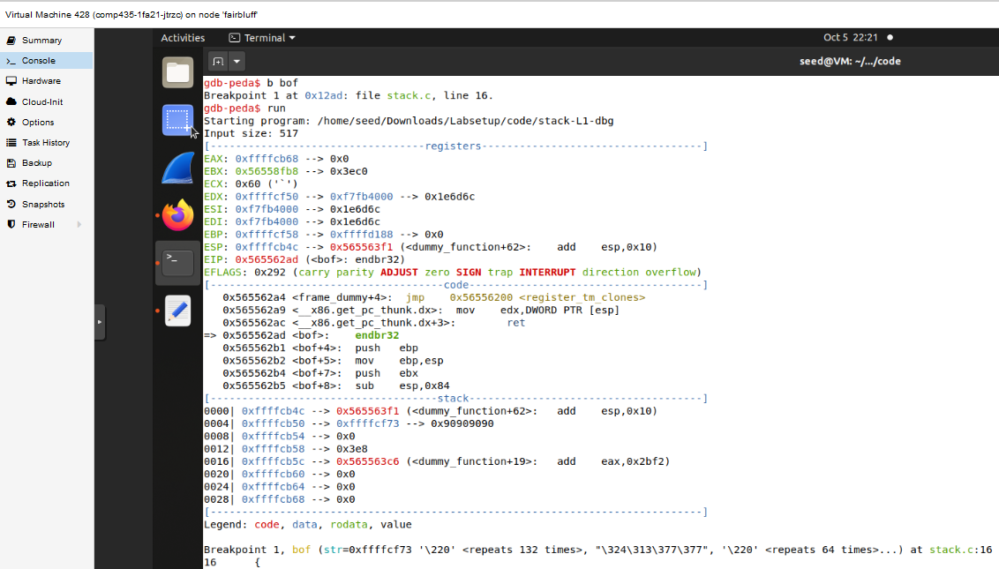 Virtual Machine 428 (comp435-1fa21-jtrzc) on node 'fairbluff'
Summary
Console
Hardware
Cloud-Init
Options
Task History
Backup
Replication
Snapshots
Firewall
Activities
Terminal
Oct 5 22:21
seed@VM: ~/.../code
gdb-peda$ b bof
Breakpoint 1 at 0x12ad: file stack.c, line 16.
gdb-peda$ run
Starting program: /home/seed/Downloads/Labsetup/code/stack-L1-dbg
Input size: 517
[----------------------------------registers-----------------------------------]
EAX: 0xffffcb68 --> 0x0
EBX: 0x56558fb8 --> 0x3ec0
ECX: 0x60 ('`')
EDX: 0xffffcf50 --> 0xf7fb4000 --> 0x1e6d6c
ESI: 0xf7fb4000 --> 0x1e6d6c
EDI: 0xf7fb4000 --> 0x1e6d6c
EBP: 0xffffcf58 --> 0xffffd188 --> 0x0
ESP: 0xffffcb4c --> 0x565563f1 (<dummy_function+62>:    add    esp,0x10)
EIP: 0x565562ad (<bof>: endbr32)
EFLAGS: 0x292 (carry parity ADJUST zero SIGN trap INTERRUPT direction overflow)
[-------------------------------------code-------------------------------------]
   0x565562a4 <frame_dummy+4>:  jmp    0x56556200 <register_tm_clones>
   0x565562a9 <__x86.get_pc_thunk.dx>:  mov    edx,DWORD PTR [esp]
   0x565562ac <__x86.get_pc_thunk.dx+3>:        ret
=> 0x565562ad <bof>:    endbr32
   0x565562b1 <bof+4>:  push   ebp
   0x565562b2 <bof+5>:  mov    ebp,esp
   0x565562b4 <bof+7>:  push   ebx
   0x565562b5 <bof+8>:  sub    esp,0x84
[------------------------------------stack-------------------------------------]
0000| 0xffffcb4c --> 0x565563f1 (<dummy_function+62>:   add    esp,0x10)
0004| 0xffffcb50 --> 0xffffcf73 --> 0x90909090
0008| 0xffffcb54 --> 0x0
0012| 0xffffcb58 --> 0x3e8
0016| 0xffffcb5c --> 0x565563c6 (<dummy_function+19>:   add    eax,0x2bf2)
0020| 0xffffcb60 --> 0x0
0024| 0xffffcb64 --> 0x0
0028| 0xffffcb68 --> 0x0
[------------------------------------------------------------------------------]
Legend: code, data, rodata, value
Breakpoint 1, bof (str=0xffffcf73 '\220' <repeats 132 times>, "\324\313\377\377", '\220' <repeats 64 times>...) at stack.c:16
16      {